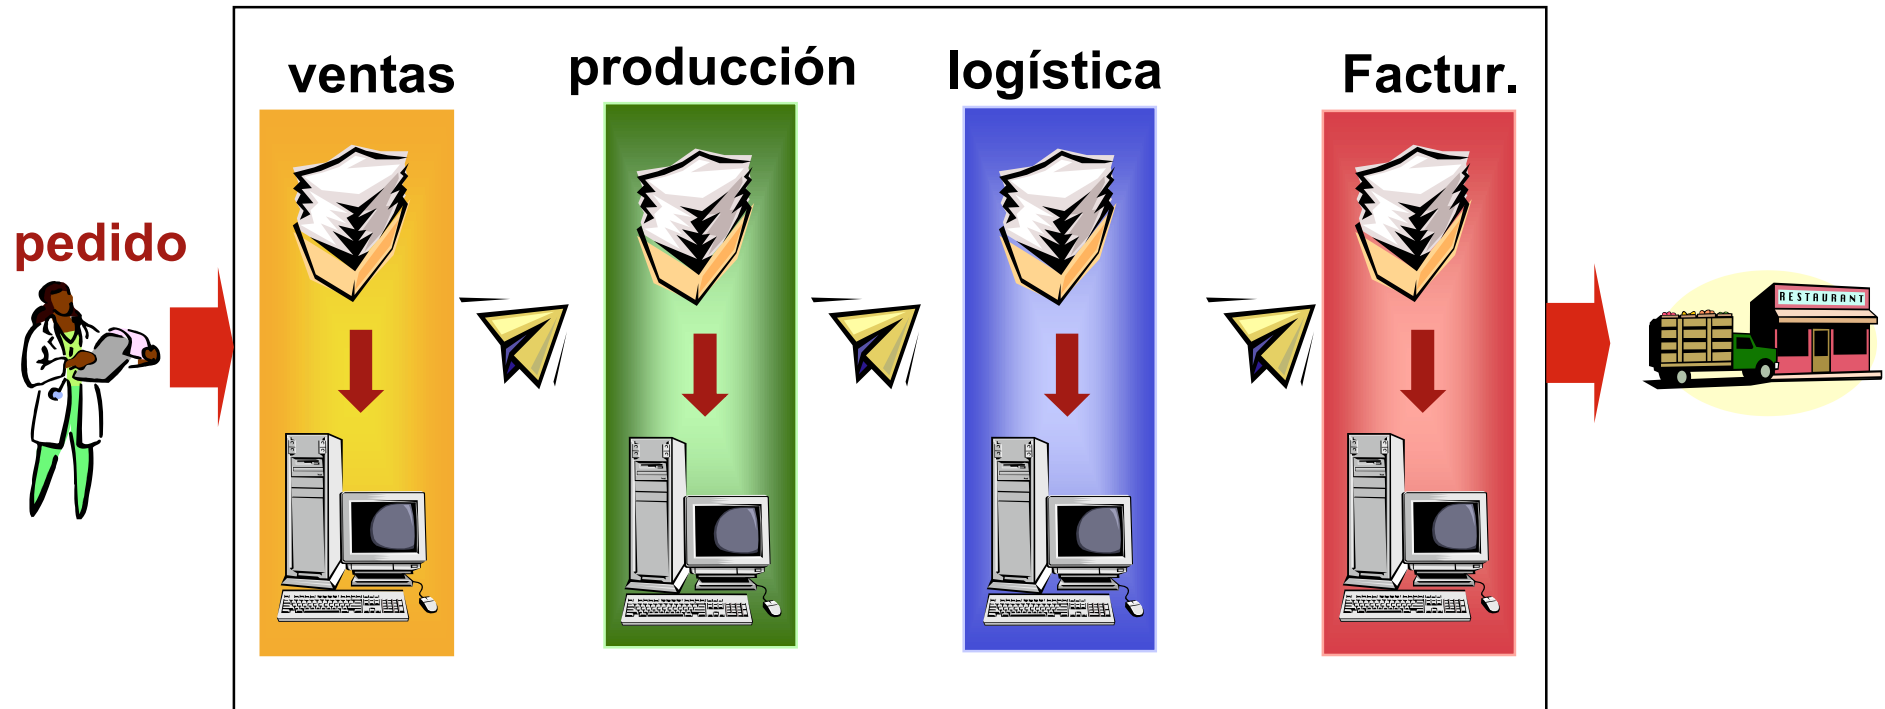 ventas
producción
logística
Factur.
pedido
RESTAURANT